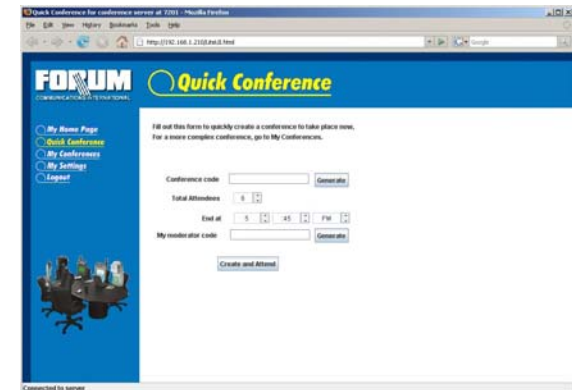 Quick Conference for conference server at 7201 - Mozilla Firefox
File Edit View History Bookmarks Tools Help
Google
FORUM
COMMUNICATIONS INTERNATIONAL
Quick Conference
My Home Page
Quick Conference
My Conferences
My Settings
Logout
Fill out this form to quickly create a conference to take place now.
For a more complex conference, go to My Conferences.
Conference code Generate
Total Attendees 6
End at 5 :45 PM
My moderator code Generate
Create and Attend
Connected to server